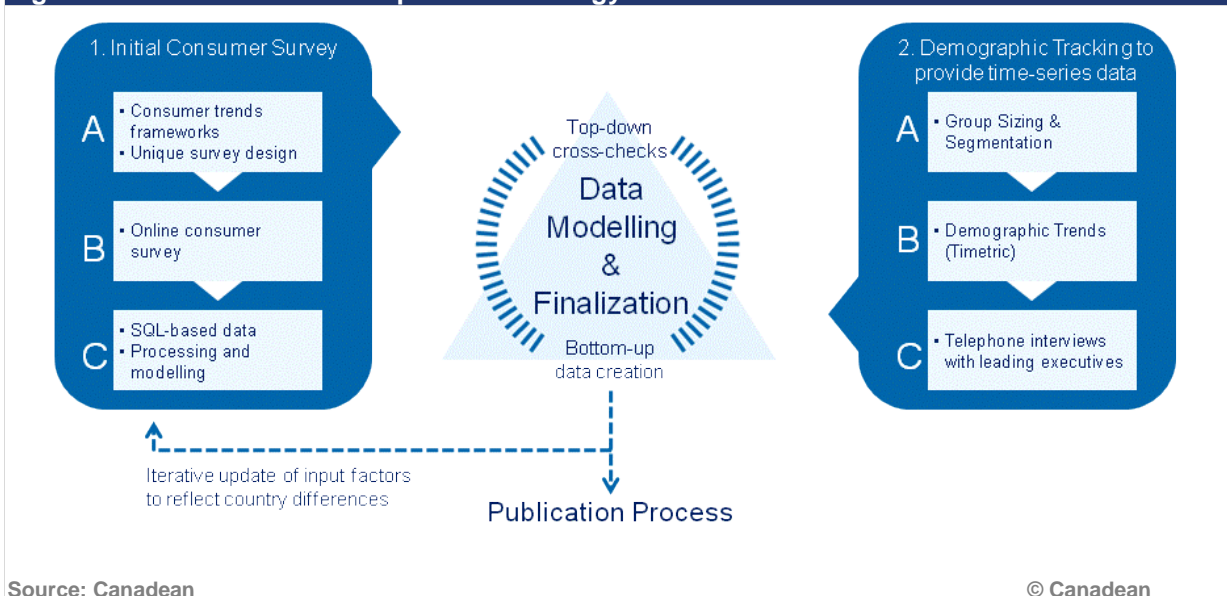 1. Initial Consumer Survey
A
▪ Consumer trends
frameworks
▪ Unique survey design
B
▪ Online consumer
survey
C
▪ SQL-based data
▪ Processing and
modelling
Top-down
cross-checks
Data
Modelling
&
Finalization
Bottom-up
data creation
2. Demographic Tracking to
provide time-series data
A
▪ Group Sizing &
Segmentation
B
▪ Demographic Trends
(Timetric)
C
▪ Telephone interviews
with leading executives
Iterative update of input factors
to reflect country differences
Publication Process
Source: Canadean
© Canadean